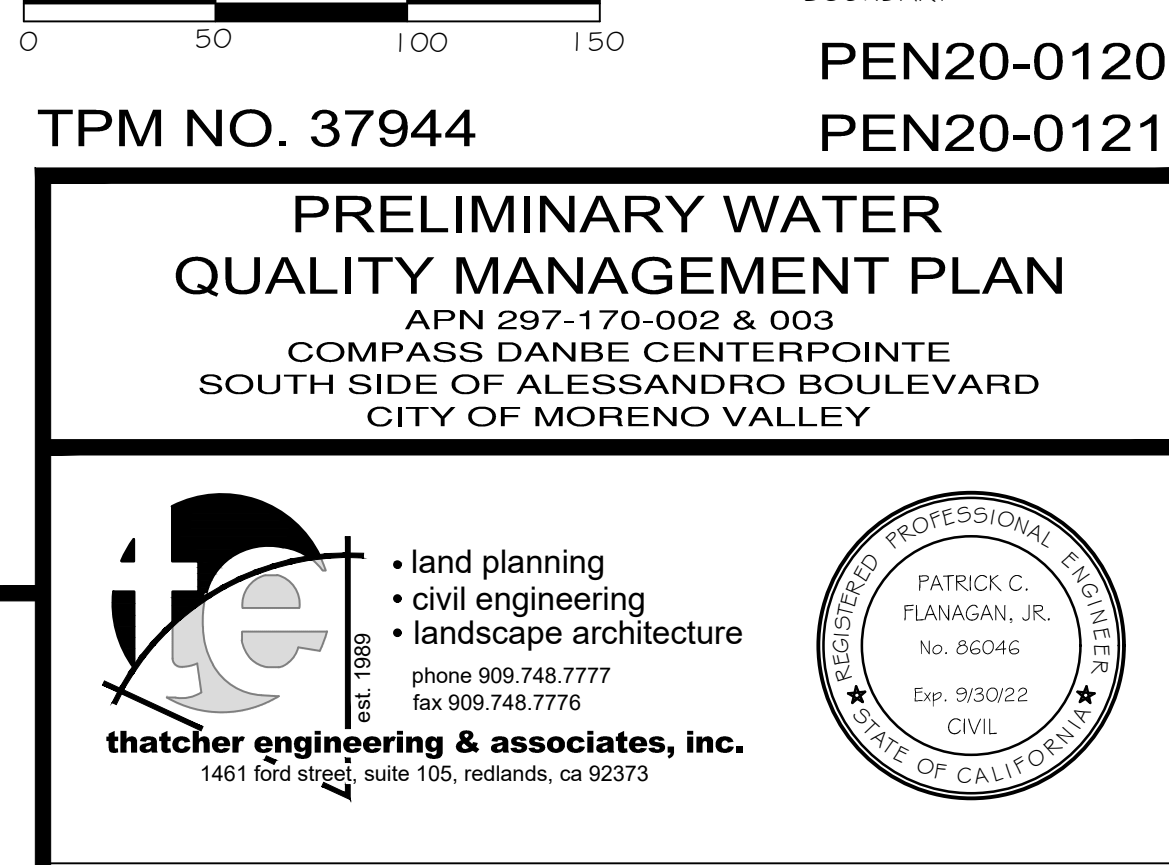 0 50 100 150
PEN20-0120
TPM NO. 37944
PEN20-0121
PRELIMINARY WATER
QUALITY MANAGEMENT PLAN
APN 297-170-002 & 003
COMPASS DANBE CENTERPOINTE
SOUTH SIDE OF ALESSANDRO BOULEVARD
CITY OF MORENO VALLEY
te
est. 1989
• land planning
• civil engineering
• landscape architecture
phone 909.748.7777
fax 909.748.7776
thatcher engineering & associates, inc.
1461 ford street, suite 105, redlands, ca 92373
REGISTERED PROFESSIONAL ENGINEER
PATRICK C.
FLANAGAN, JR.
No. 86046
Exp. 9/30/22
CIVIL
STATE OF CALIFORNIA